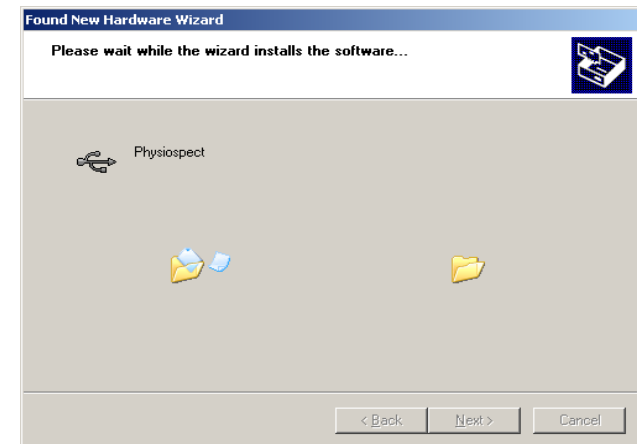 Found New Hardware Wizard
Please wait while the wizard installs the software...
Physiospect
< Back
Next >
Cancel